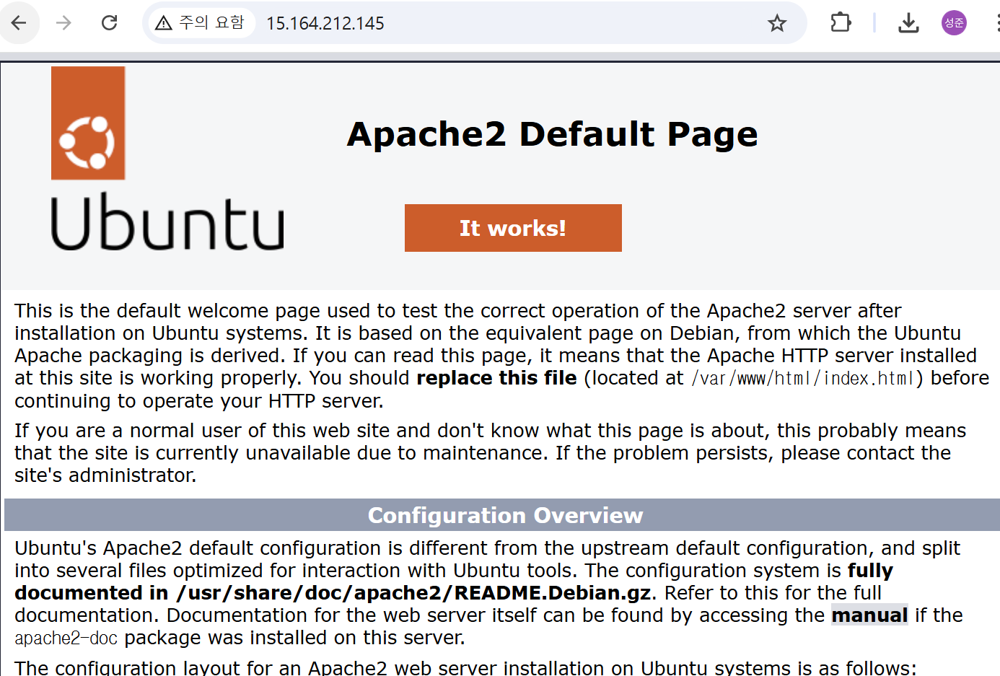 주의 요함 15.164.212.145 성준
Apache2 Default Page
Ubuntu
It works!
This is the default welcome page used to test the correct operation of the Apache2 server after
installation on Ubuntu systems. It is based on the equivalent page on Debian, from which the Ubuntu
Apache packaging is derived. If you can read this page, it means that the Apache HTTP server installed
at this site is working properly. You should replace this file (located at /var/www/html/index.html) before
continuing to operate your HTTP server.
If you are a normal user of this web site and don't know what this page is about, this probably means
that the site is currently unavailable due to maintenance. If the problem persists, please contact the
site's administrator.
Configuration Overview
Ubuntu's Apache2 default configuration is different from the upstream default configuration, and split
into several files optimized for interaction with Ubuntu tools. The configuration system is fully
documented in /usr/share/doc/apache2/README.Debian.gz. Refer to this for the full
documentation. Documentation for the web server itself can be found by accessing the manual if the
apache2-doc package was installed on this server.
The configuration layout for an Apache2 web server installation on Ubuntu systems is as follows: